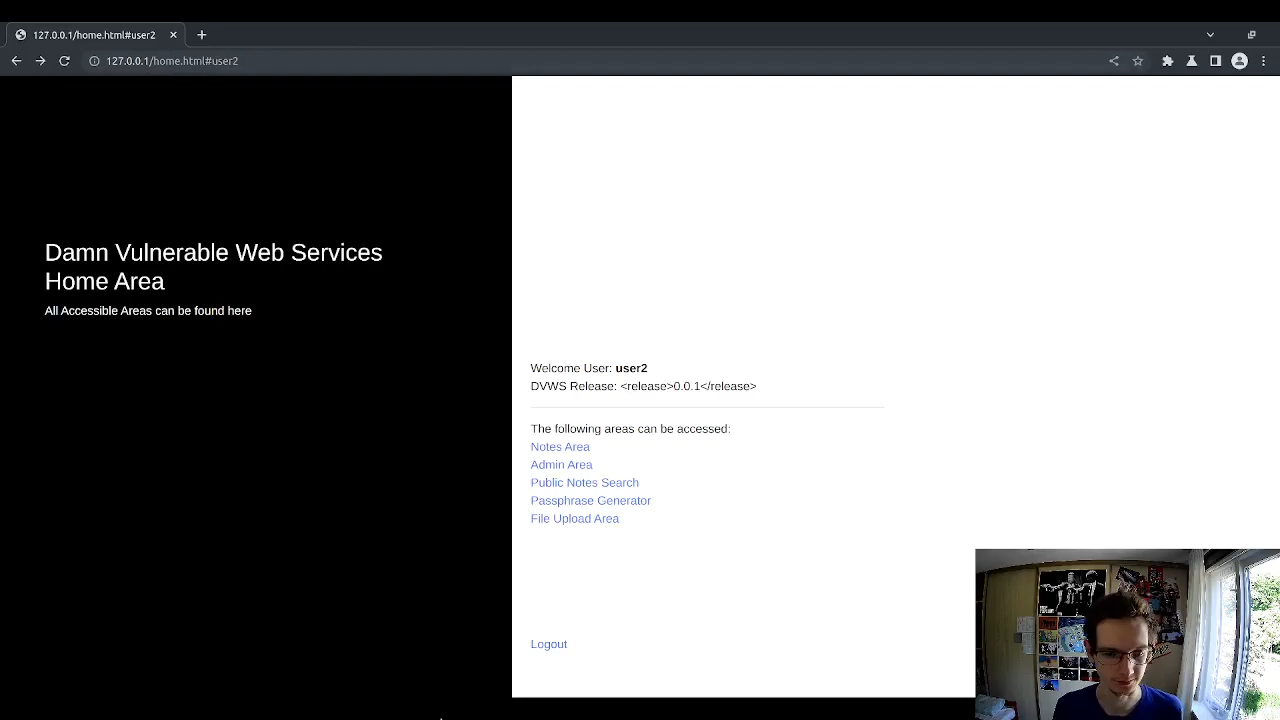 127.0.0.1/home.html#user2
127.0.0.1/home.html#user2
Damn Vulnerable Web Services
Home Area
All Accessible Areas can be found here
Welcome User: user2
DVWS Release: <release>0.0.1</release>
The following areas can be accessed:
Notes Area
Admin Area
Public Notes Search
Passphrase Generator
File Upload Area
Logout